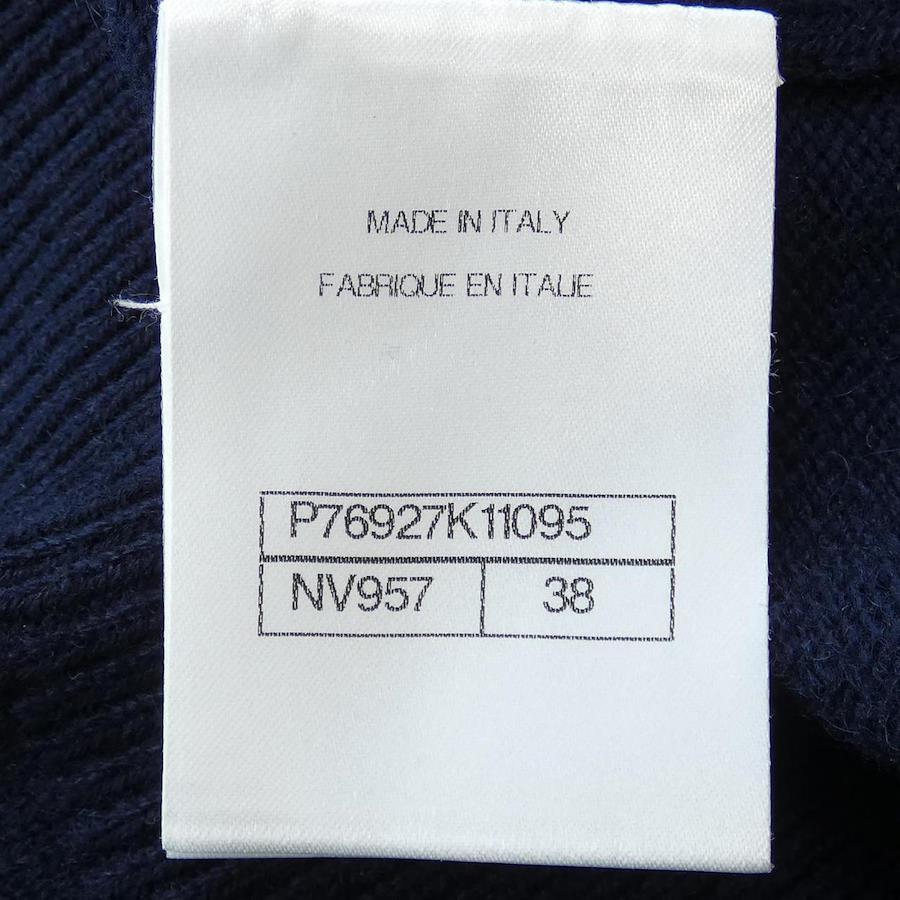 MADE IN ITALY
FABRIQUE EN ITALIE
P76927K11095
NV957 38